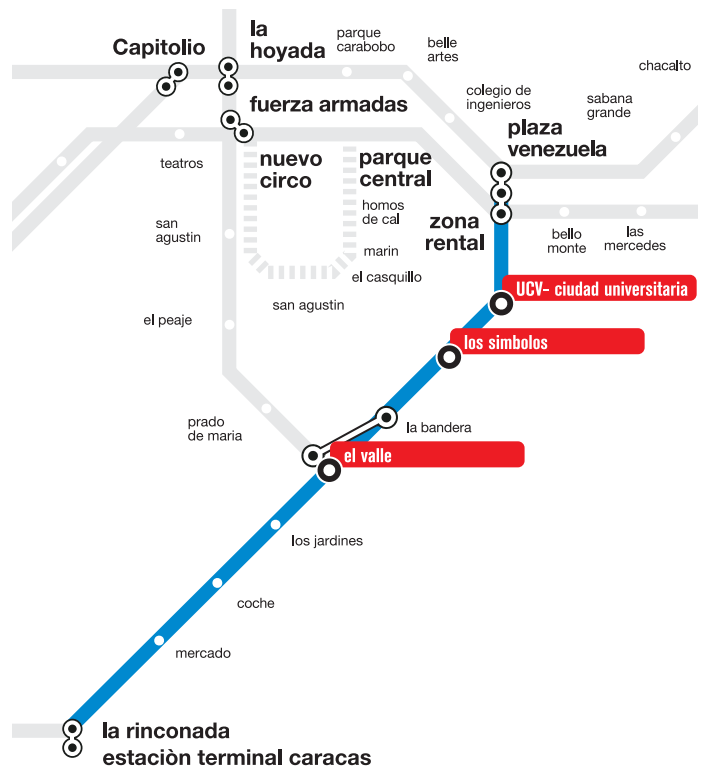 Capitolio
la
hoyada
parque
carabobo
belle
artes
chacalto
colegio de
ingenieros
sabana
grande
fuerza armadas
plaza
venezuela
teatros
nuevo
circo
parque
central
homos
de cal
zona
rental
san
agustin
marin
bello
monte
las
mercedes
el casquillo
UCV- ciudad universitaria
san agustin
el peaje
los simbolos
prado
de maria
la bandera
el valle
los jardines
coche
mercado
la rinconada
estaciòn terminal caracas